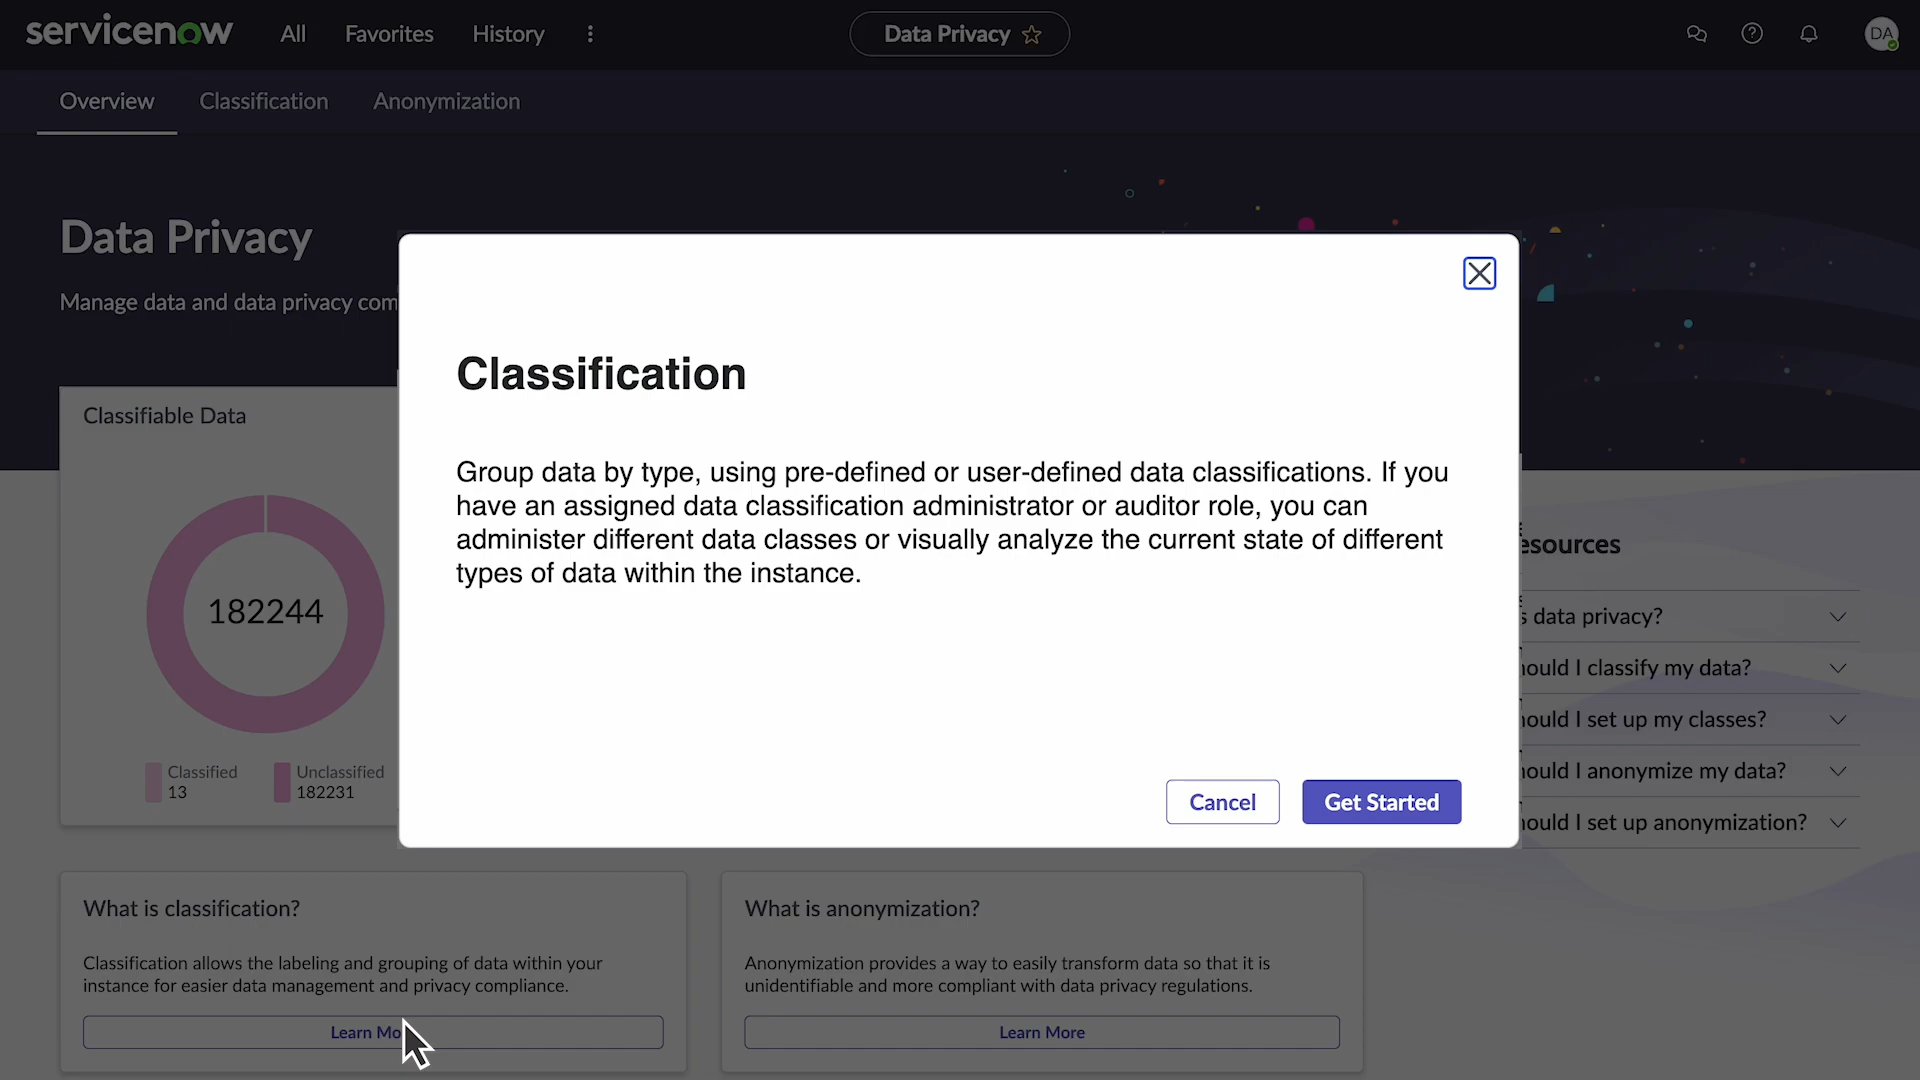 servicenow All Favorites History Data Privacy DA
Overview Classification Anonymization
Data Privacy
Manage data and data privacy com
Classification
Group data by type, using pre-defined or user-defined data classifications. If you
have an assigned data classification administrator or auditor role, you can
administer different data classes or visually analyze the current state of different
types of data within the instance.
Cancel Get Started
Classifiable Data
182244
Classified
13
Unclassified
182231
esources
s data privacy?
hould I classify my data?
hould I set up my classes?
hould I anonymize my data?
hould I set up anonymization?
What is classification?
Classification allows the labeling and grouping of data within your
instance for easier data management and privacy compliance.
Learn Mo
What is anonymization?
Anonymization provides a way to easily transform data so that it is
unidentifiable and more compliant with data privacy regulations.
Learn More